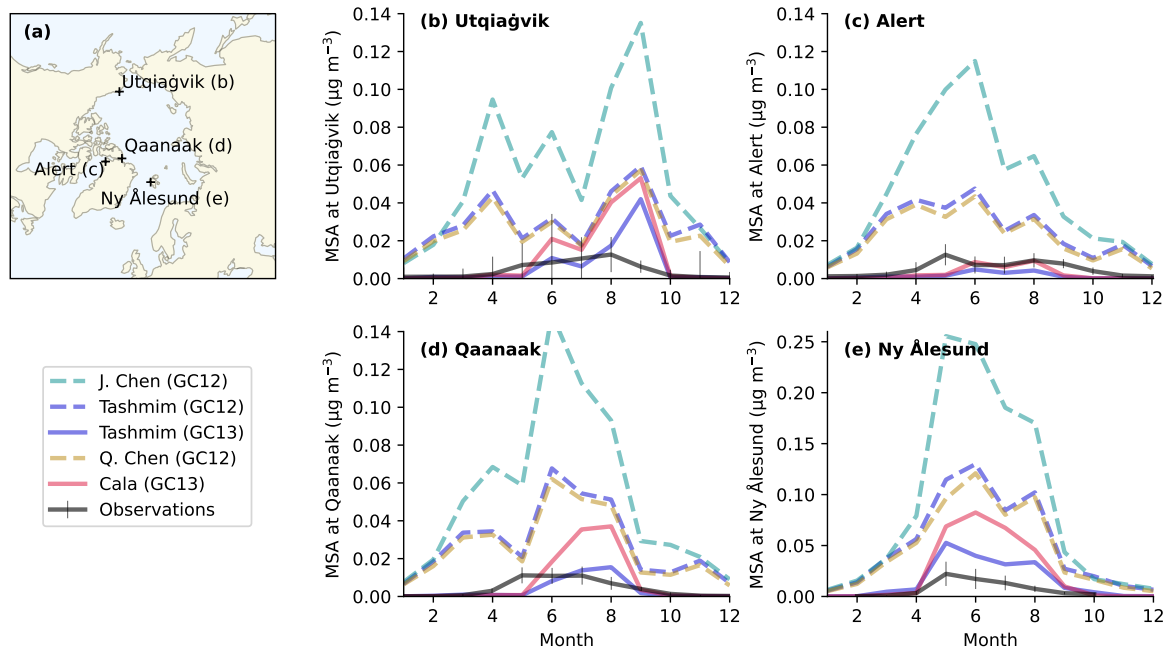 (a)
Utqiaġvik (b)
Qaanaak (d)
Alert (c)
Ny Ålesund (e)
J. Chen (GC12)
Tashmim (GC12)
Tashmim (GC13)
Q. Chen (GC12)
Cala (GC13)
Observations
(b) Utqiaġvik
MSA at Utqiaġvik (µg m⁻³)
0.14
0.12
0.10
0.08
0.06
0.04
0.02
0.00
2 4 6 8 10 12
(c) Alert
MSA at Alert (µg m⁻³)
0.14
0.12
0.10
0.08
0.06
0.04
0.02
0.00
2 4 6 8 10 12
(d) Qaanaak
MSA at Qaanaak (µg m⁻³)
0.14
0.12
0.10
0.08
0.06
0.04
0.02
0.00
2 4 6 8 10 12
Month
(e) Ny Ålesund
MSA at Ny Ålesund (µg m⁻³)
0.25
0.20
0.15
0.10
0.05
0.00
2 4 6 8 10 12
Month